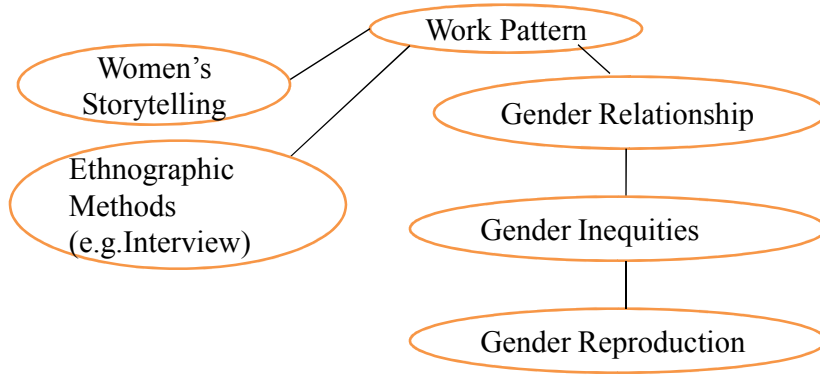 Work Pattern
Women's
Storytelling
Gender Relationship
Ethnographic
Methods
(e.g.Interview)
Gender Inequities
Gender Reproduction